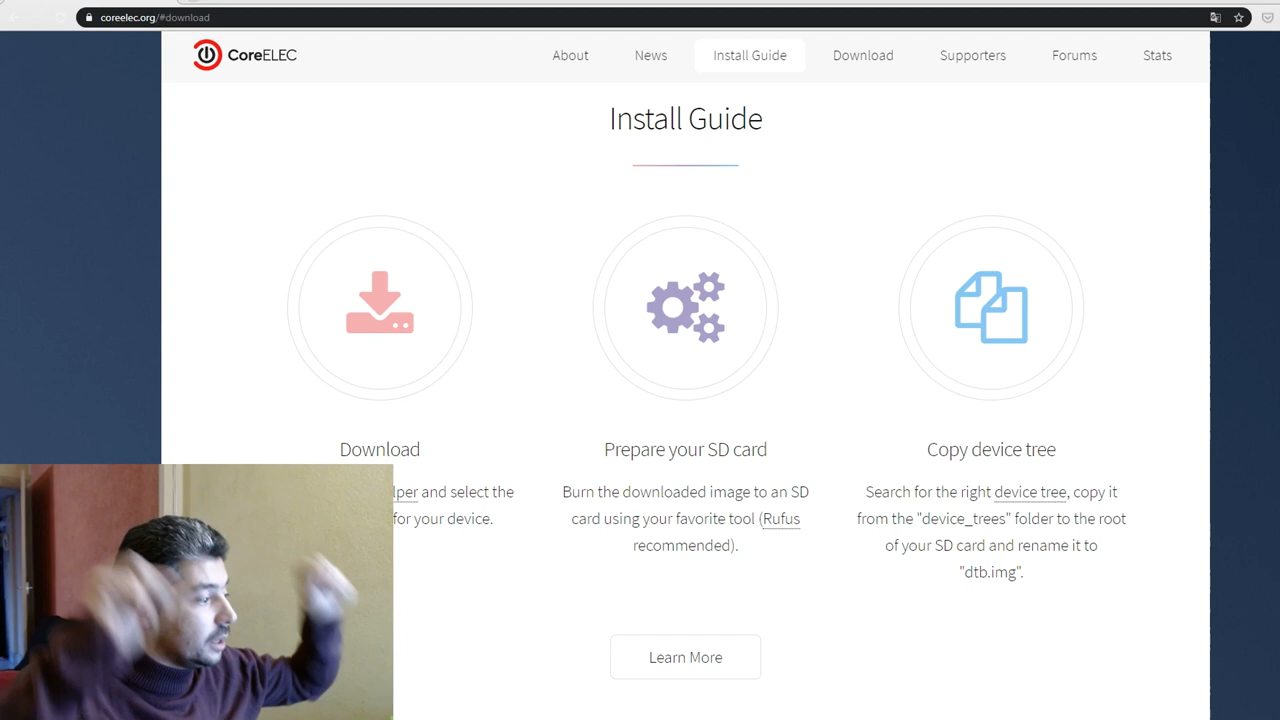 coreelec.org/#download
CoreELEC
About News Install Guide Download Supporters Forums Stats
Install Guide
Download
lper and select the
for your device.
Prepare your SD card
Burn the downloaded image to an SD
card using your favorite tool (Rufus
recommended).
Copy device tree
Search for the right device tree, copy it
from the "device_trees" folder to the root
of your SD card and rename it to
"dtb.img".
Learn More